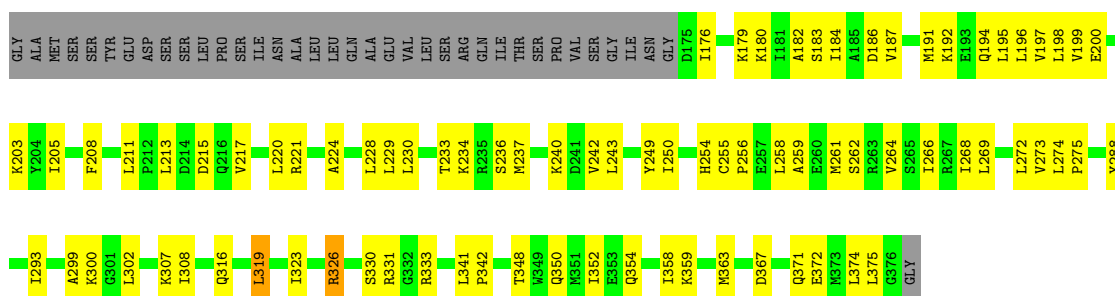 GLY ALA MET SER SER TYR GLU ASP SER SER LEU PRO SER ILE ASN ALA LEU LEU GLN ALA GLU VAL LEU SER ARG GLN ILE THR SER PRO VAL SER GLY ILE ASN GLY D175 I176 K179 K180 I181 A182 S183 I184 A185 D186 V187 M191 K192 E193 Q194 L195 L196 V197 L198 V199 E200
K203 Y204 I205 F208 L211 P212 L213 D214 D215 Q216 V217 L220 R221 A224 L228 L229 L230 T233 K234 R235 S236 M237 K240 D241 V242 L243 Y249 I250 H254 C255 P256 E257 L258 A259 E260 M261 S262 R263 V264 S265 I266 R267 I268 L269 L272 V273 L274 P275
I293 A299 K300 G301 L302 K307 I308 Q316 L319 I323 R326 S330 R331 G332 R333 L341 P342 T348 W349 Q350 M351 I352 E353 Q354 I358 K359 M363 D367 Q371 E372 M373 L374 L375 G376 GLY